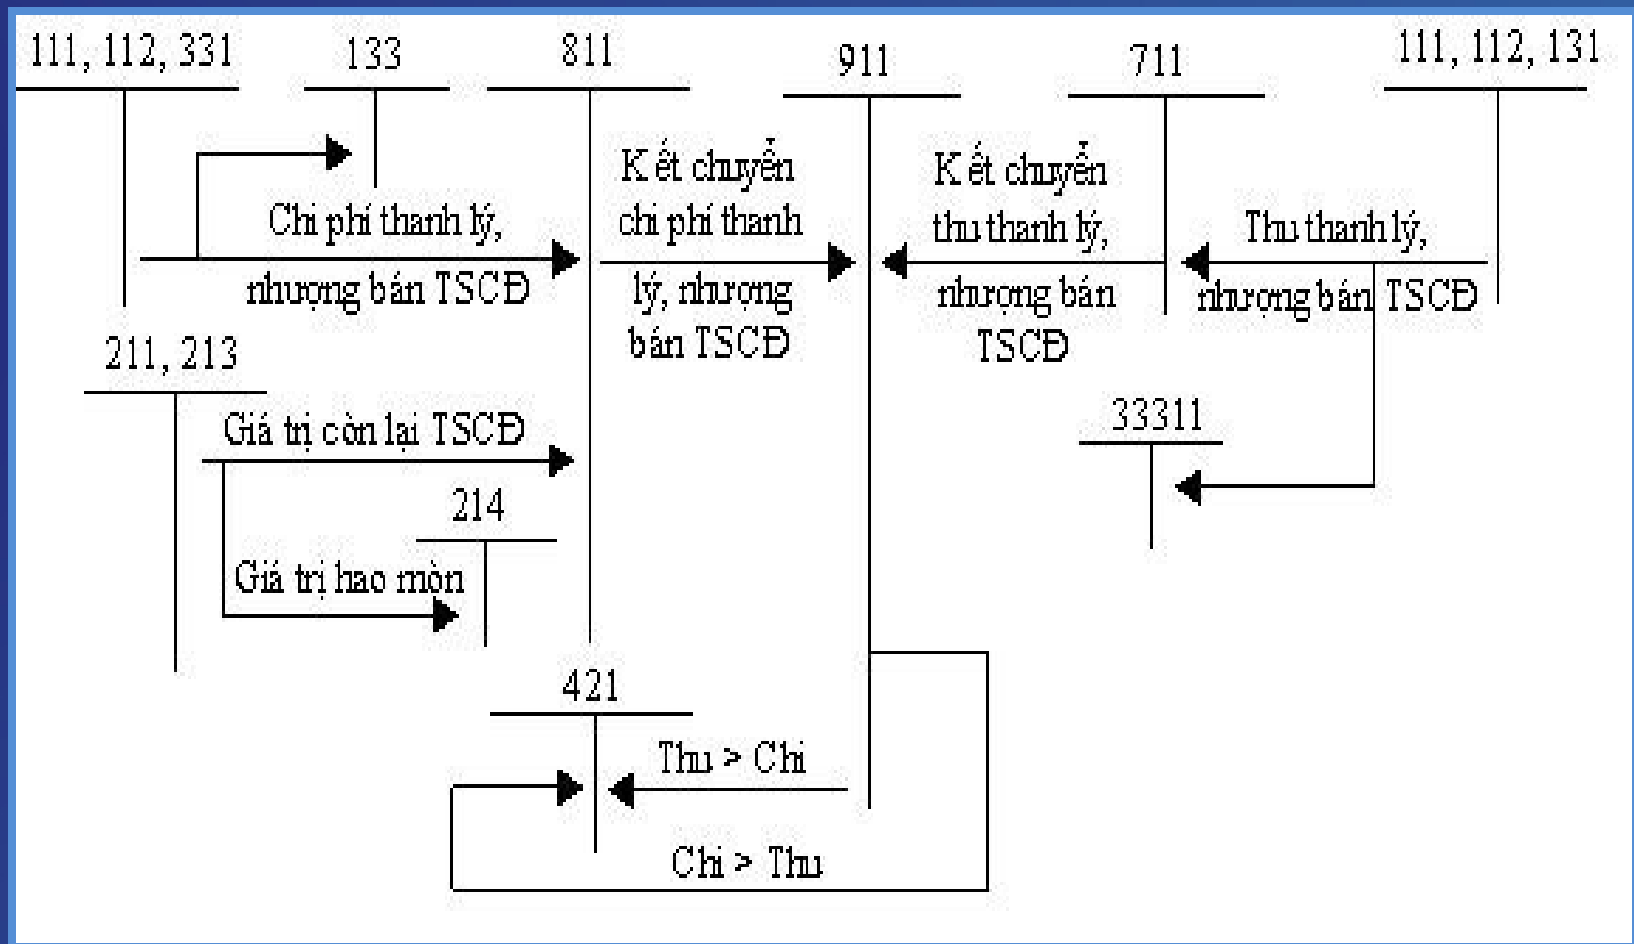 111, 112, 331
133
811
911
711
111, 112, 131
Chi phí thanh lý,
nhượng bán TSCĐ
Kết chuyển
chi phí thanh
lý, nhượng
bán TSCĐ
Kết chuyển
thu thanh lý,
nhượng bán
TSCĐ
Thu thanh lý,
nhượng bán TSCĐ
211, 213
Giá trị còn lại TSCĐ
33311
214
Giá trị hao mòn
421
Thu > Chi
Chi > Thu